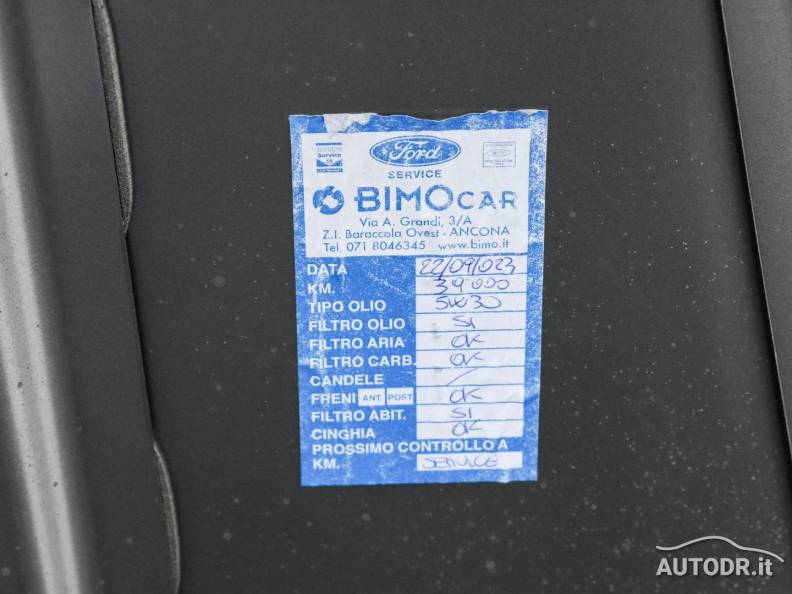 BOSCH
Service
Ford
SERVICE
BIMOCAR
Via A. Grandi, 3/A
Z.I. Baraccola Ovest - ANCONA
Tel. 071 8046345 www.bimo.it
DATA 22/09/023
KM. 39.000
TIPO OLIO 5W30
FILTRO OLIO SI
FILTRO ARIA OK
FILTRO CARB. OK
CANDELE /
FRENI ANT. POST. OK
FILTRO ABIT. SI
CINGHIA OK
PROSSIMO CONTROLLO A
KM. SERVICE
AUTODR.it